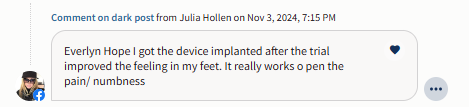 Comment on dark post from Julia Hollen on Nov 3, 2024, 7:15 PM
Everlyn Hope I got the device implanted after the trial
improved the feeling in my feet. It really works o pen the
pain/ numbness